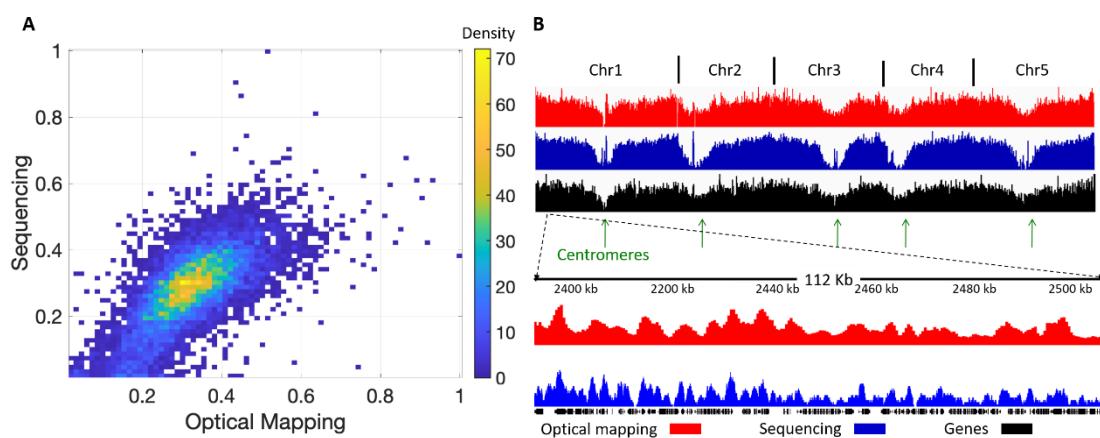 A
Density
1
0.8
0.6
0.4
0.2
Sequencing
0.2 0.4 0.6 0.8 1
Optical Mapping
70
60
50
40
30
20
10
0
B
Chr1 Chr2 Chr3 Chr4 Chr5
Centromeres
112 Kb
2400 kb 2200 kb 2440 kb 2460 kb 2480 kb 2500 kb
Optical mapping Sequencing Genes